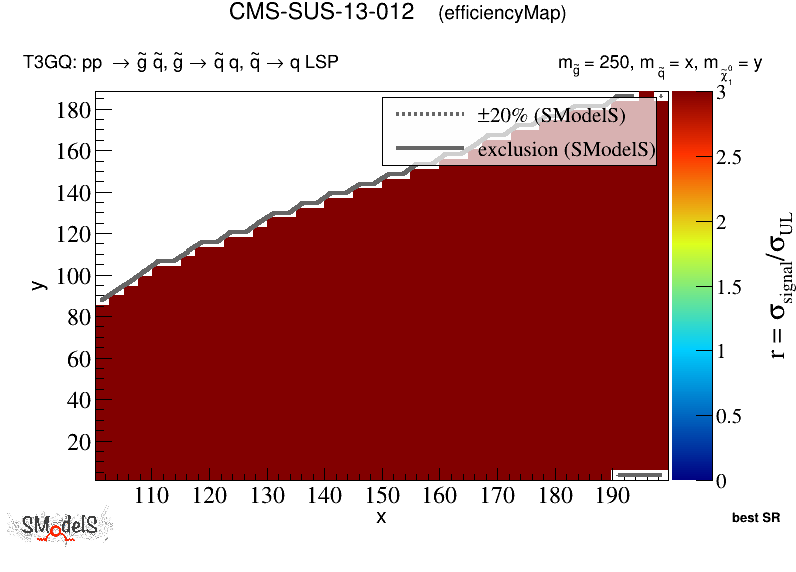 CMS-SUS-13-012 (efficiencyMap)
T3GQ: pp → g̃ q̃, g̃ → q̃ q, q̃ → q LSP
m_g̃ = 250, m_q̃ = x, m_χ̃₁⁰ = y
±20% (SModelS)
exclusion (SModelS)
180
160
140
120
100
80
60
40
20
y
110 120 130 140 150 160 170 180 190
x
3
2.5
2
1.5
1
0.5
0
r = σ_signal/σ_UL
SModelS
best SR